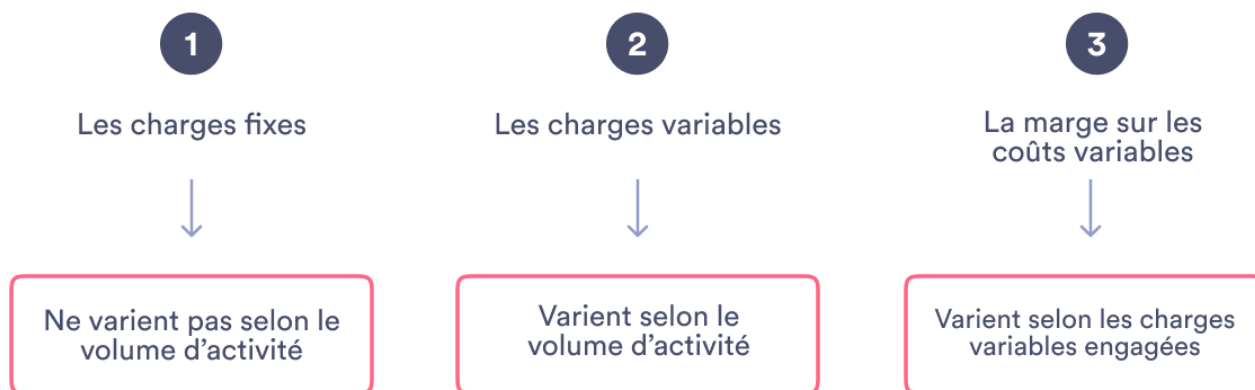 1
Les charges fixes
Ne varient pas selon le
volume d'activité
2
Les charges variables
Varient selon le
volume d'activité
3
La marge sur les
coûts variables
Varient selon les charges
variables engagées